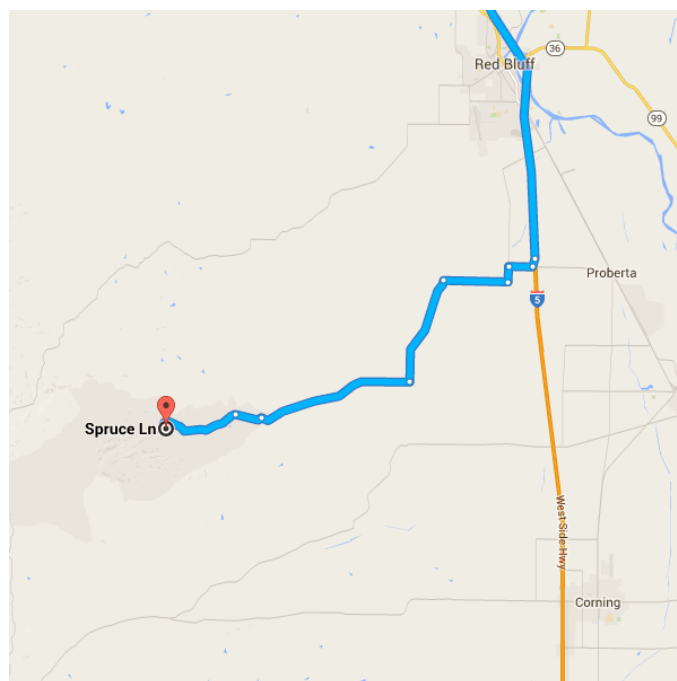 36
Red Bluff
99
Proberta
5
Spruce Ln
West Side Hwy
Corning